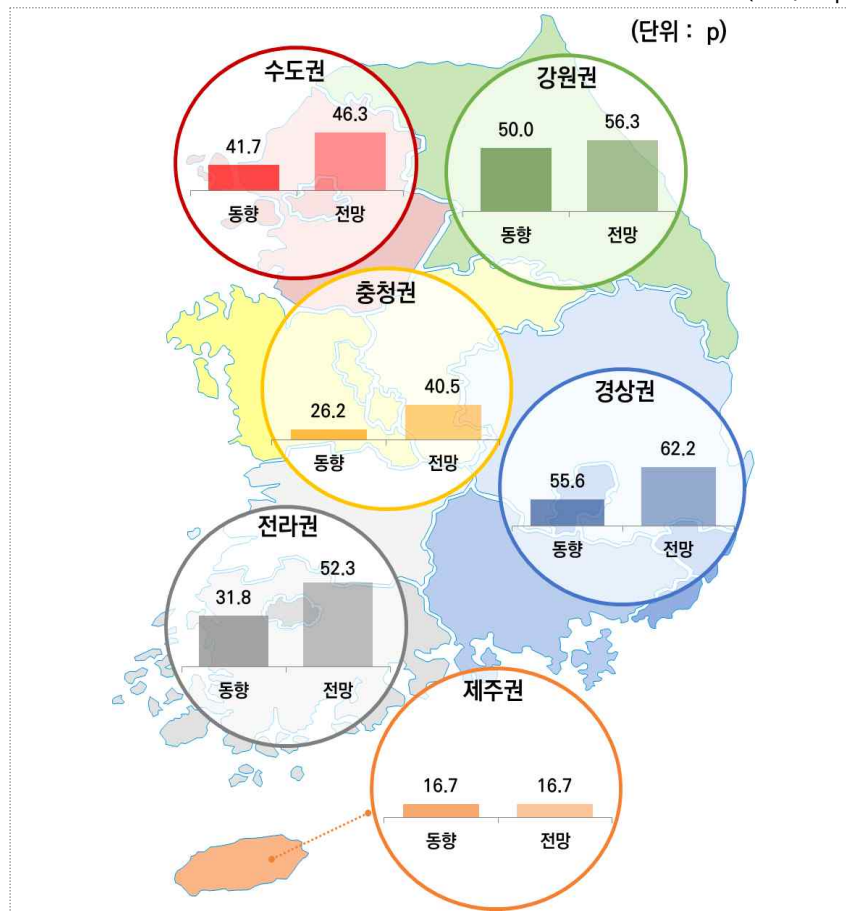 (단위 : p)
수도권
41.7 46.3
동향 전망
강원권
50.0 56.3
동향 전망
충청권
26.2 40.5
동향 전망
경상권
55.6 62.2
동향 전망
전라권
31.8 52.3
동향 전망
제주권
16.7 16.7
동향 전망